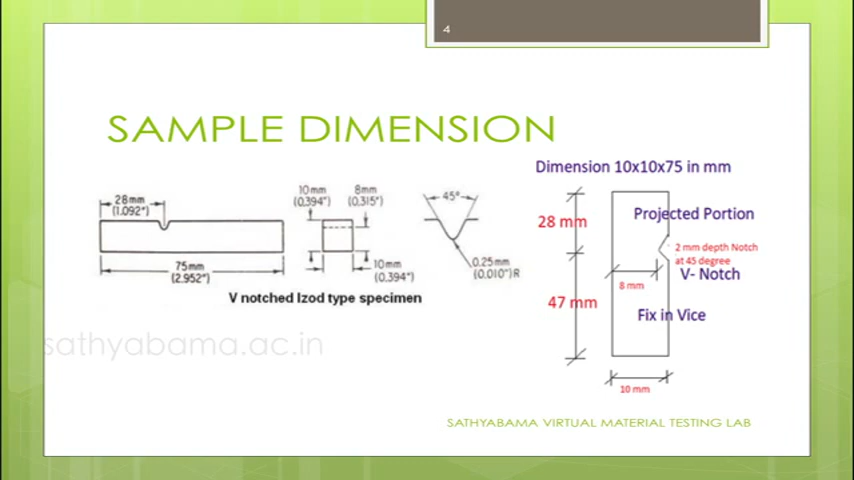 4
SAMPLE DIMENSION
28mm
(1.092")
75mm
(2.952")
10mm
(0.394")
8mm
(0.315")
10mm
(0.394")
45°
0.25mm
(0.010")R
V notched Izod type specimen
Dimension 10x10x75 in mm
28 mm
Projected Portion
2 mm depth Notch
at 45 degree
V- Notch
8 mm
47 mm
Fix in Vice
10 mm
sathyabama.ac.in
SATHYABAMA VIRTUAL MATERIAL TESTING LAB